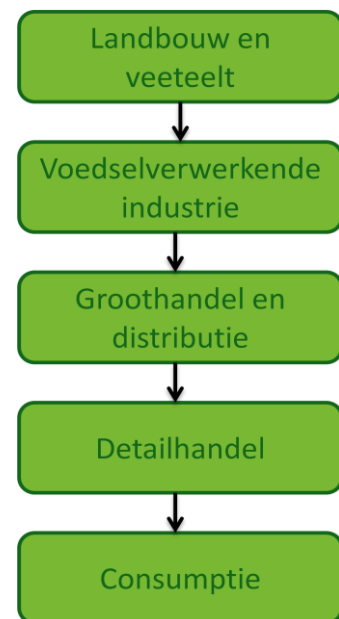 Landbouw en
veeteelt
Voedselverwerkende
industrie
Groothandel en
distributie
Detailhandel
Consumptie